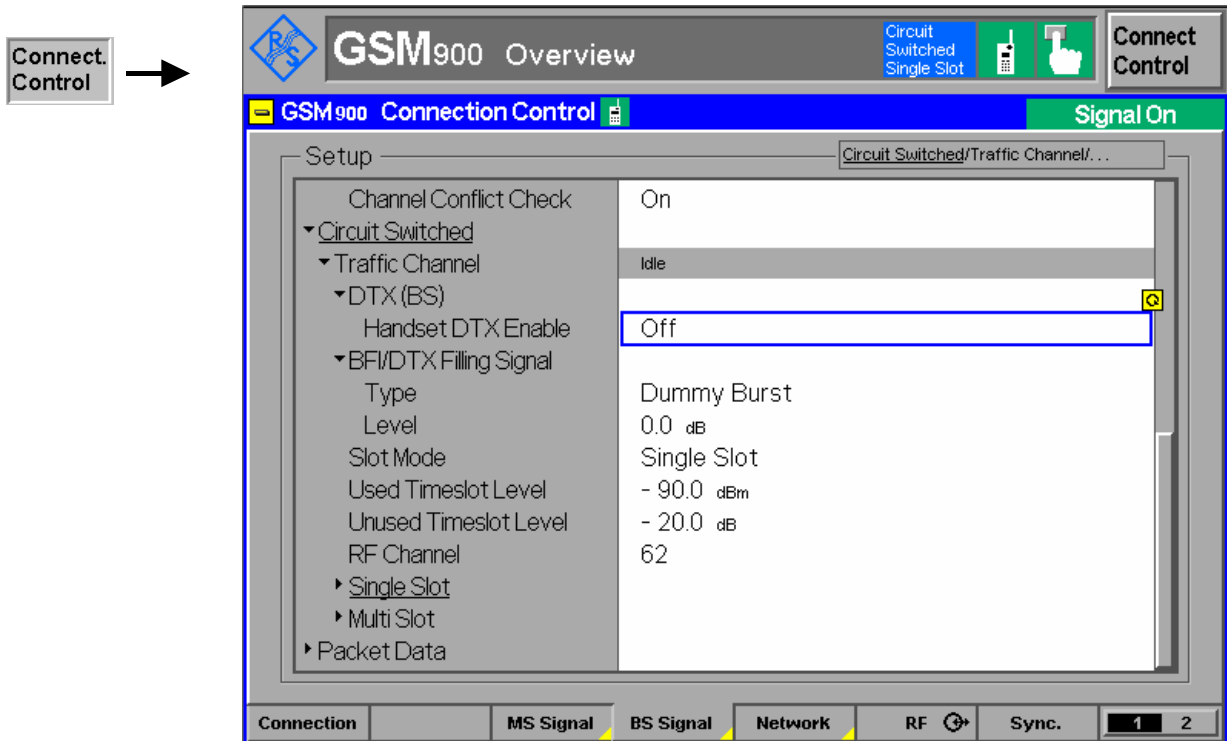 Connect.
Control
R S
GSM900 Overview
Circuit
Switched
Single Slot
Connect
Control
GSM900 Connection Control
Signal On
Setup
Circuit Switched/Traffic Channel/...
Channel Conflict Check On
Circuit Switched
Traffic Channel Idle
DTX (BS)
Handset DTX Enable Off
BFI/DTX Filling Signal
Type Dummy Burst
Level 0.0 dB
Slot Mode Single Slot
Used Timeslot Level - 90.0 dBm
Unused Timeslot Level - 20.0 dB
RF Channel 62
Single Slot
Multi Slot
Packet Data
Connection MS Signal BS Signal Network RF Sync. 1 2